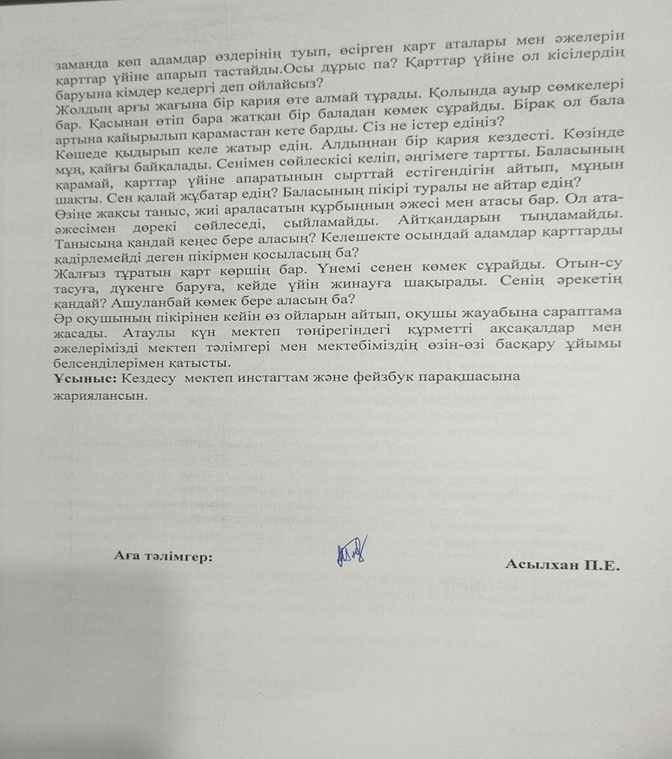 заманда көп адамдар өздерінің туып, өсірген қарт аталары мен әжелерін
қарттар үйіне апарып тастайды.Осы дұрыс па? Қарттар үйіне ол кісілердің
баруына кімдер кедергі деп ойлайсыз?
Жолдың арғы жағына бір қария өте алмай тұрады. Қолында ауыр сөмкелері
бар. Қасынан өтіп бара жатқан бір баладан көмек сұрайды. Бірақ ол бала
артына қайырылып қарамастан кете барды. Сіз не істер едіңіз?
Көшеде қыдырып келе жатыр едің. Алдыңнан бір қария кездесті. Көзінде
мұң, қайғы байқалады. Сенімен сөйлескісі келіп, әңгімеге тартты. Баласының
қарамай, қарттар үйіне апаратынын сырттай естігендігін айтып, мұңын
шақты. Сен қалай жұбатар едің? Баласының пікірі туралы не айтар едің?
Өзіңе жақсы таныс, жиі араласатын құрбыңның әжесі мен атасы бар. Ол ата-
әжесімен дөрекі сөйлеседі, сыйламайды. Айтқандарын тыңдамайды.
Танысыңа қандай кеңес бере аласың? Келешекте осындай адамдар қарттарды
қадірлемейді деген пікірмен қосыласың ба?
Жалғыз тұратын қарт көршің бар. Үнемі сенен көмек сұрайды. Отын-су
тасуға, дүкенге баруға, кейде үйін жинауға шақырады. Сенің әрекетің
қандай? Ашуланбай көмек бере аласың ба?
Әр оқушының пікірінен кейін өз ойларын айтып, оқушы жауабына сараптама
жасады. Атаулы күн мектеп төңірегіндегі құрметті ақсақалдар мен
әжелерімізді мектеп тәлімгері мен мектебіміздің өзін-өзі басқару ұйымы
белсенділерімен қатысты.
Ұсыныс: Кездесу мектеп инстагтам және фейзбук парақшасына
жариялансын.
Аға тәлімгер:
Асылхан П.Е.